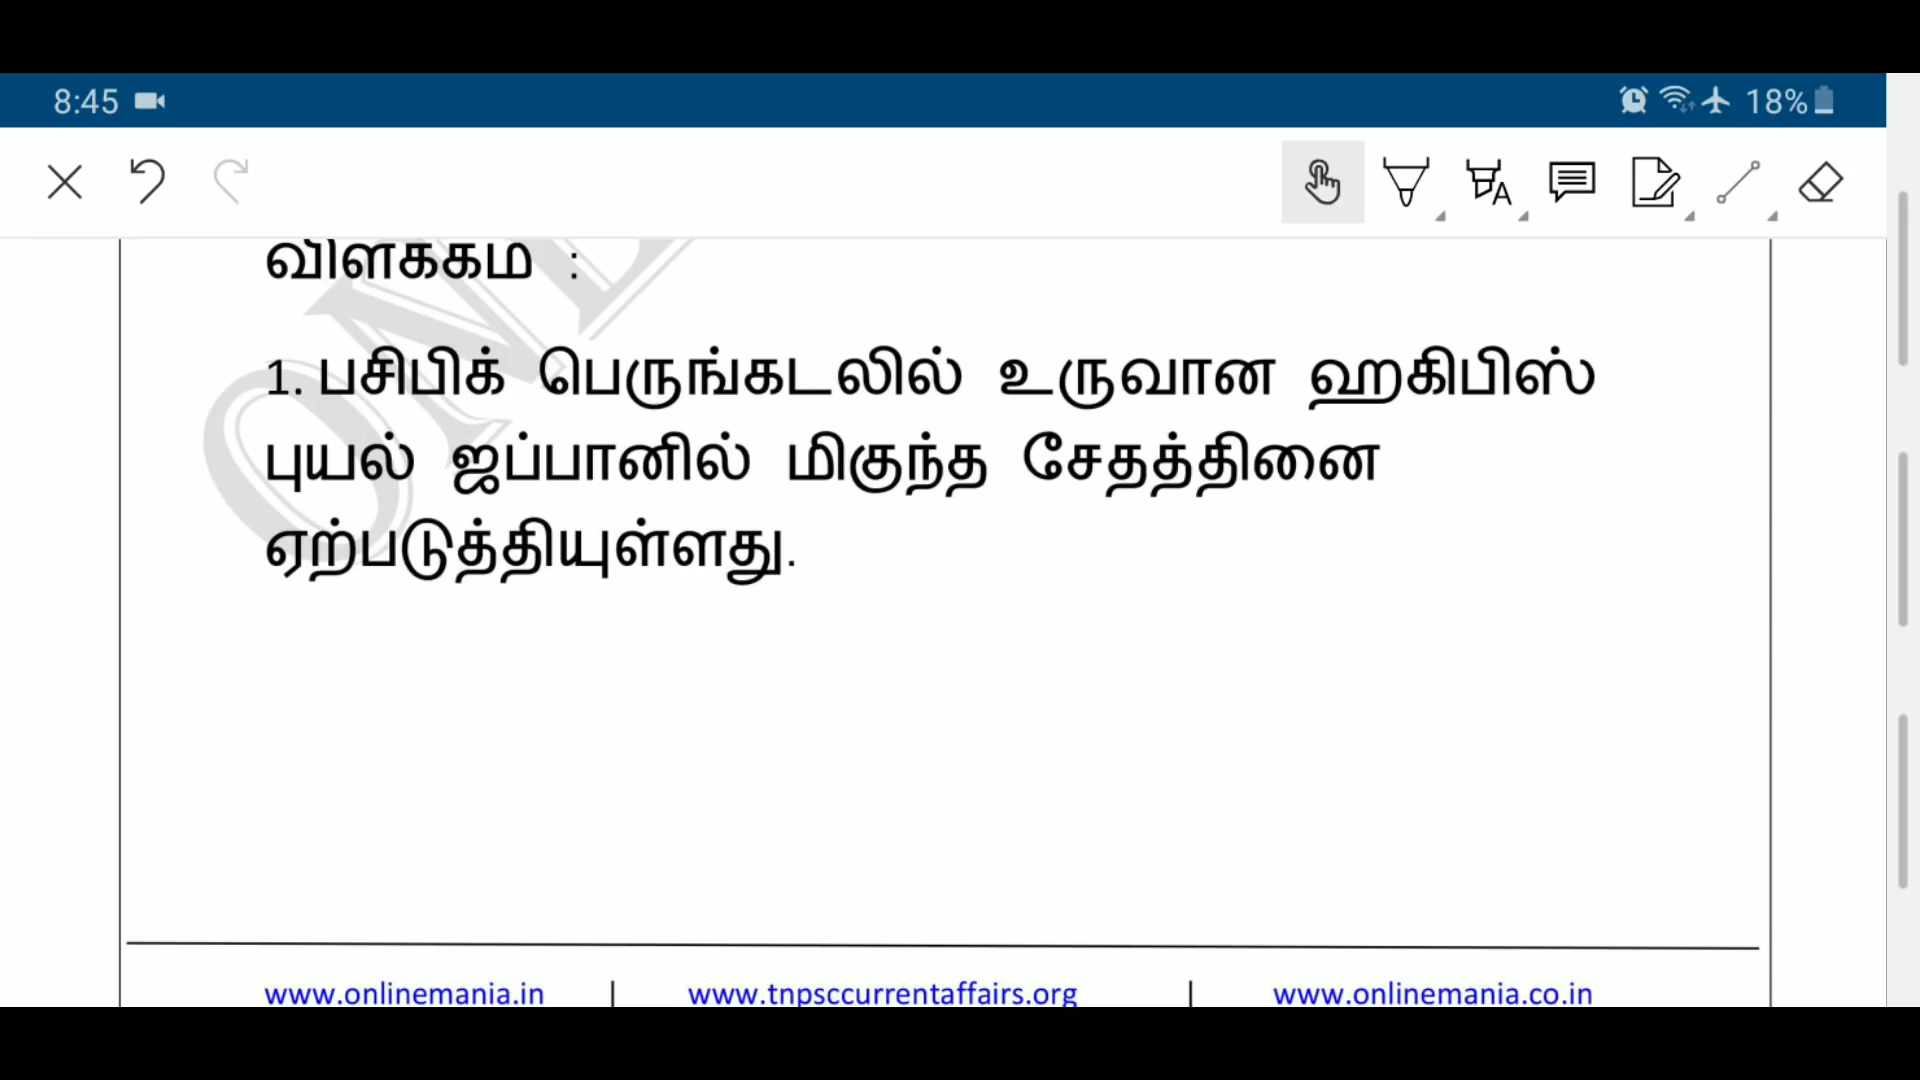 8:45
18%
விளக்கம் :
1. பசிபிக் பெருங்கடலில் உருவான ஹகிபிஸ்
புயல் ஜப்பானில் மிகுந்த சேதத்தினை
ஏற்படுத்தியுள்ளது.
www.onlinemania.in | www.tnpsccurrentaffairs.org | www.onlinemania.co.in